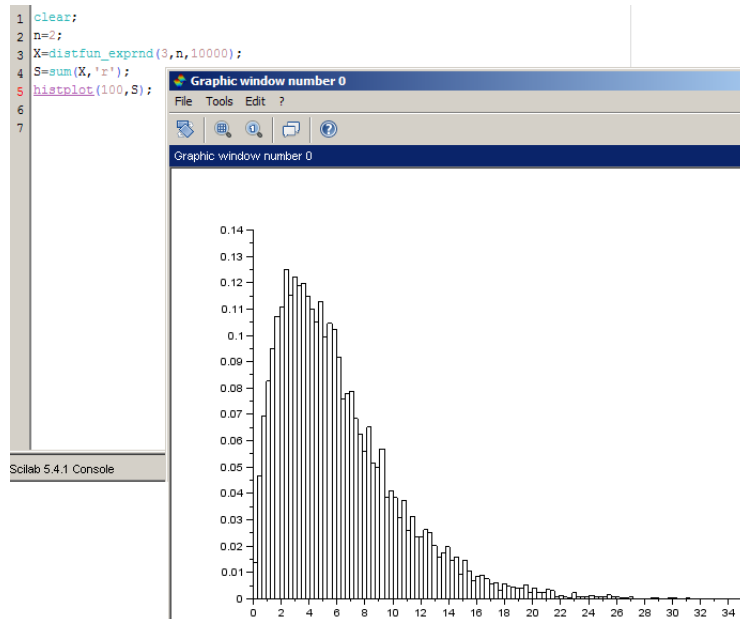 1 clear;
2 n=2;
3 X=distfun_exprnd(3,n,10000);
4 S=sum(X,'r');
5 histplot(100,S);
6
7
Graphic window number 0
File Tools Edit ?
Graphic window number 0
0.14
0.13
0.12
0.11
0.1
0.09
0.08
0.07
0.06
0.05
0.04
0.03
0.02
0.01
0
0 2 4 6 8 10 12 14 16 18 20 22 24 26 28 30 32 34
Scilab 5.4.1 Console